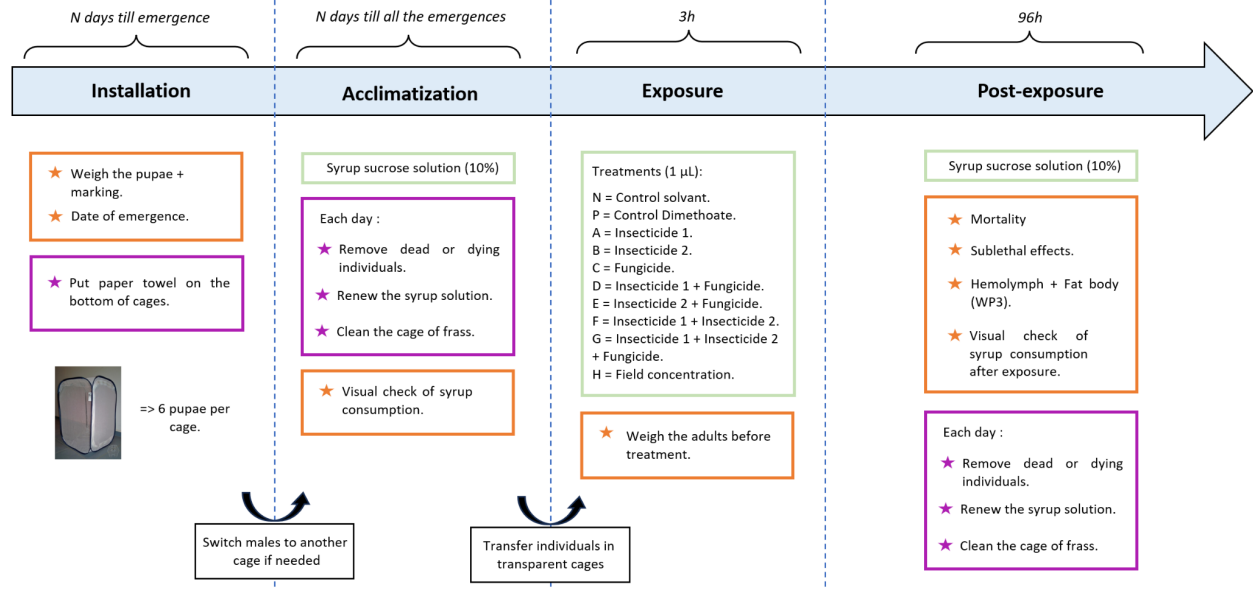 N days till emergence
N days till all the emergences
3h
96h
Installation
Acclimatization
Exposure
Post-exposure
Weigh the pupae +
marking.
Date of emergence.
Put paper towel on the
bottom of cages.
=> 6 pupae per
cage.
Syrup sucrose solution (10%)
Each day :
Remove dead or dying
individuals.
Renew the syrup solution.
Clean the cage of frass.
Visual check of syrup
consumption.
Treatments (1 µL):
N = Control solvant.
P = Control Dimethoate.
A = Insecticide 1.
B = Insecticide 2.
C = Fungicide.
D = Insecticide 1 + Fungicide.
E = Insecticide 2 + Fungicide.
F = Insecticide 1 + Insecticide 2.
G = Insecticide 1 + Insecticide 2
+ Fungicide.
H = Field concentration.
Weigh the adults before
treatment.
Syrup sucrose solution (10%)
Mortality
Sublethal effects.
Hemolymph + Fat body
(WP3).
Visual check of
syrup consumption
after exposure.
Each day :
Remove dead or dying
individuals.
Renew the syrup solution.
Clean the cage of frass.
Switch males to another
cage if needed
Transfer individuals in
transparent cages